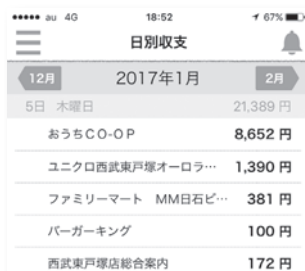 au 4G 18:52 67%
日別収支
12月 2017年1月 2月
5日 木曜日 21,389 円
おうちCO-OP 8,652 円
ユニクロ西武東戸塚オーロラ… 1,390 円
ファミリーマート MM日石ビ… 381 円
バーガーキング 100 円
西武東戸塚店総合案内 172 円